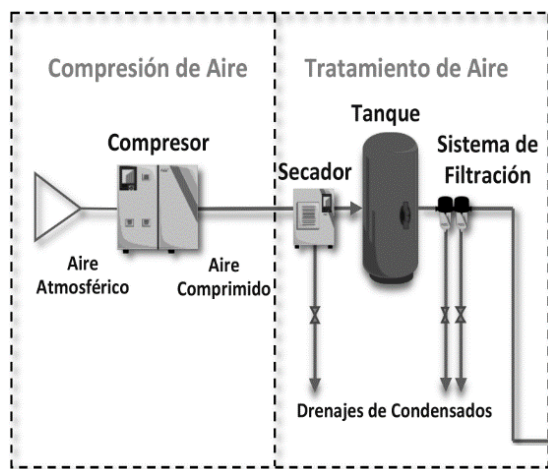 Compresión de Aire
Tratamiento de Aire
Compresor
Aire
Atmosférico
Aire
Comprimido
Secador
Tanque
Sistema de
Filtración
Drenajes de Condensados